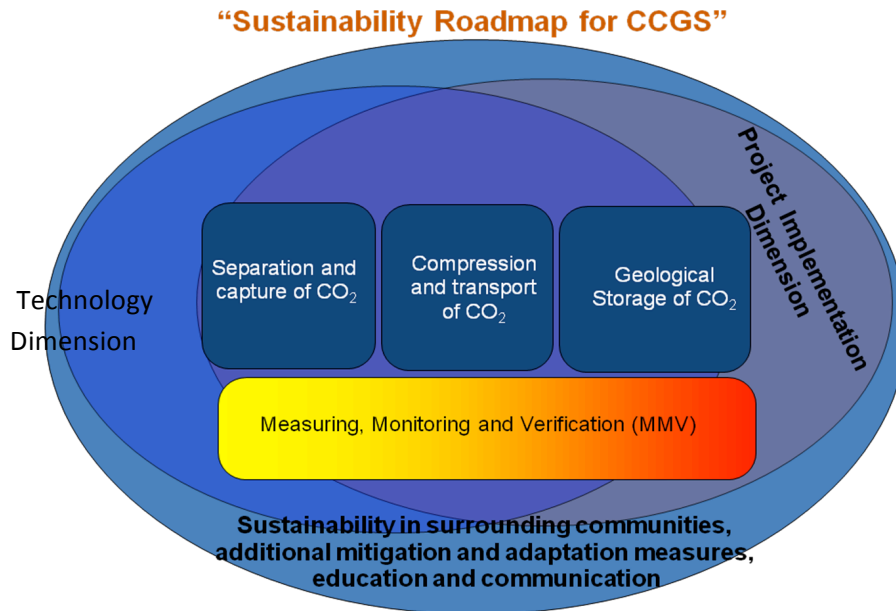 “Sustainability Roadmap for CCGS”
Project Implementation
Dimension
Separation and
capture of CO₂
Compression
and transport
of CO₂
Geological
Storage of CO₂
Technology
Dimension
Measuring, Monitoring and Verification (MMV)
Sustainability in surrounding communities,
additional mitigation and adaptation measures,
education and communication